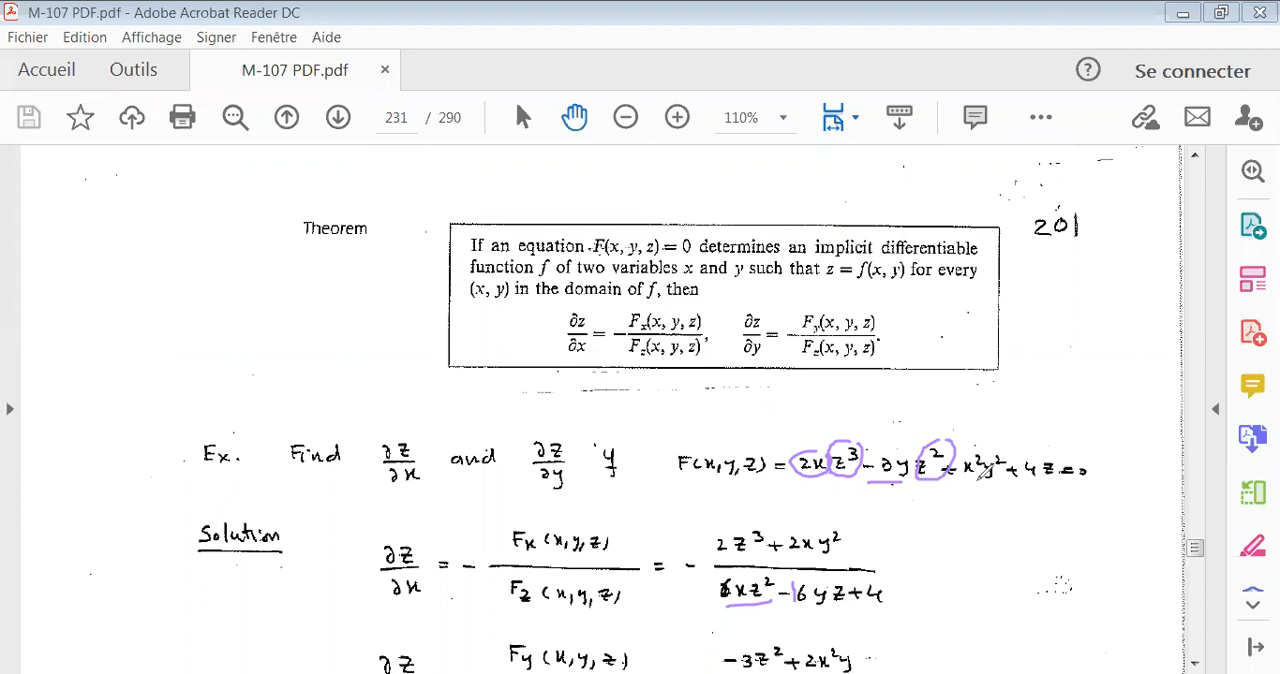 M-107 PDF.pdf - Adobe Acrobat Reader DC
Fichier Edition Affichage Signer Fenêtre Aide
Accueil Outils M-107 PDF.pdf × Se connecter
231 / 290 110%
201
Theorem
If an equation F(x, y, z) = 0 determines an implicit differentiable
function f of two variables x and y such that z = f(x, y) for every
(x, y) in the domain of f, then
∂z/∂x = - Fx(x, y, z)/Fz(x, y, z), ∂z/∂y = - Fy(x, y, z)/Fz(x, y, z).
Ex. Find ∂z/∂x and ∂z/∂y if F(x,y,z) = 2xz³ - 3yz² + x²y² + 4z = 0
Solution
∂z/∂x = - Fx(x,y,z)/Fz(x,y,z) = - (2z³ + 2xy²)/(6xz² - 6yz + 4)
∂z Fy(x,y,z) -3z² + 2x²y